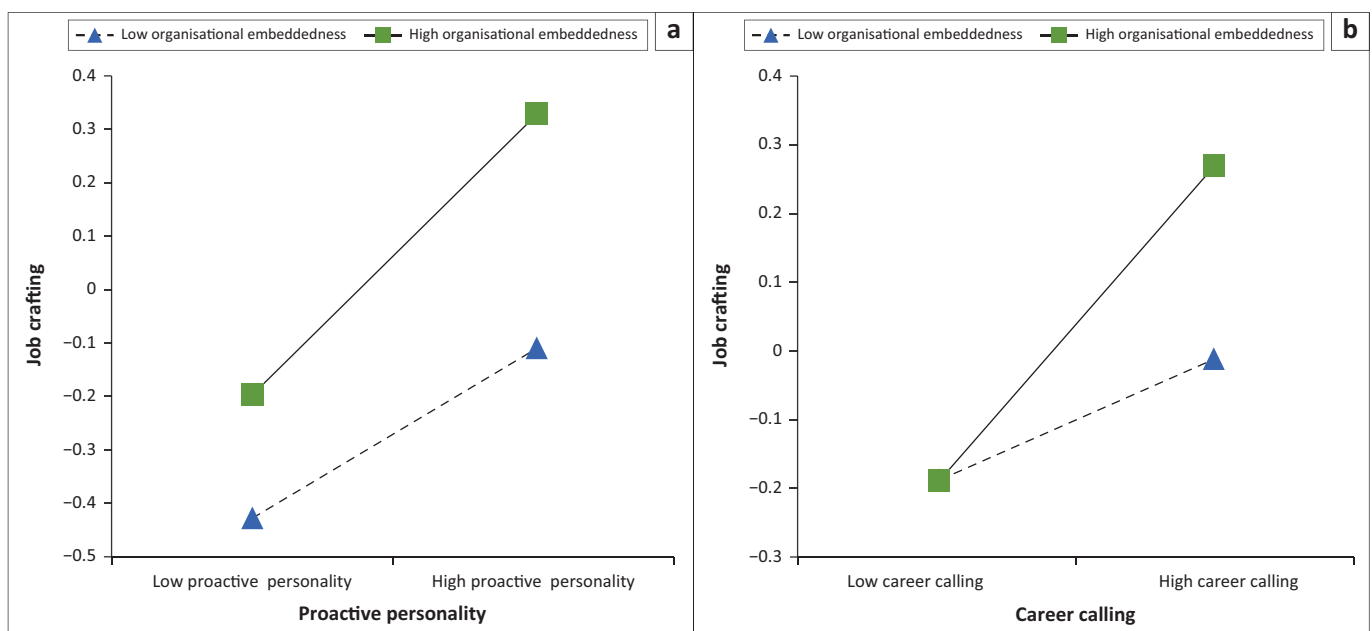 Low organisational embeddedness High organisational embeddedness a
0.4
0.3
0.2
0.1
0
−0.1
−0.2
−0.3
−0.4
−0.5
Job crafting
Low proactive personality High proactive personality
Proactive personality
Low organisational embeddedness High organisational embeddedness b
0.4
0.3
0.2
0.1
0
−0.1
−0.2
−0.3
Job crafting
Low career calling High career calling
Career calling